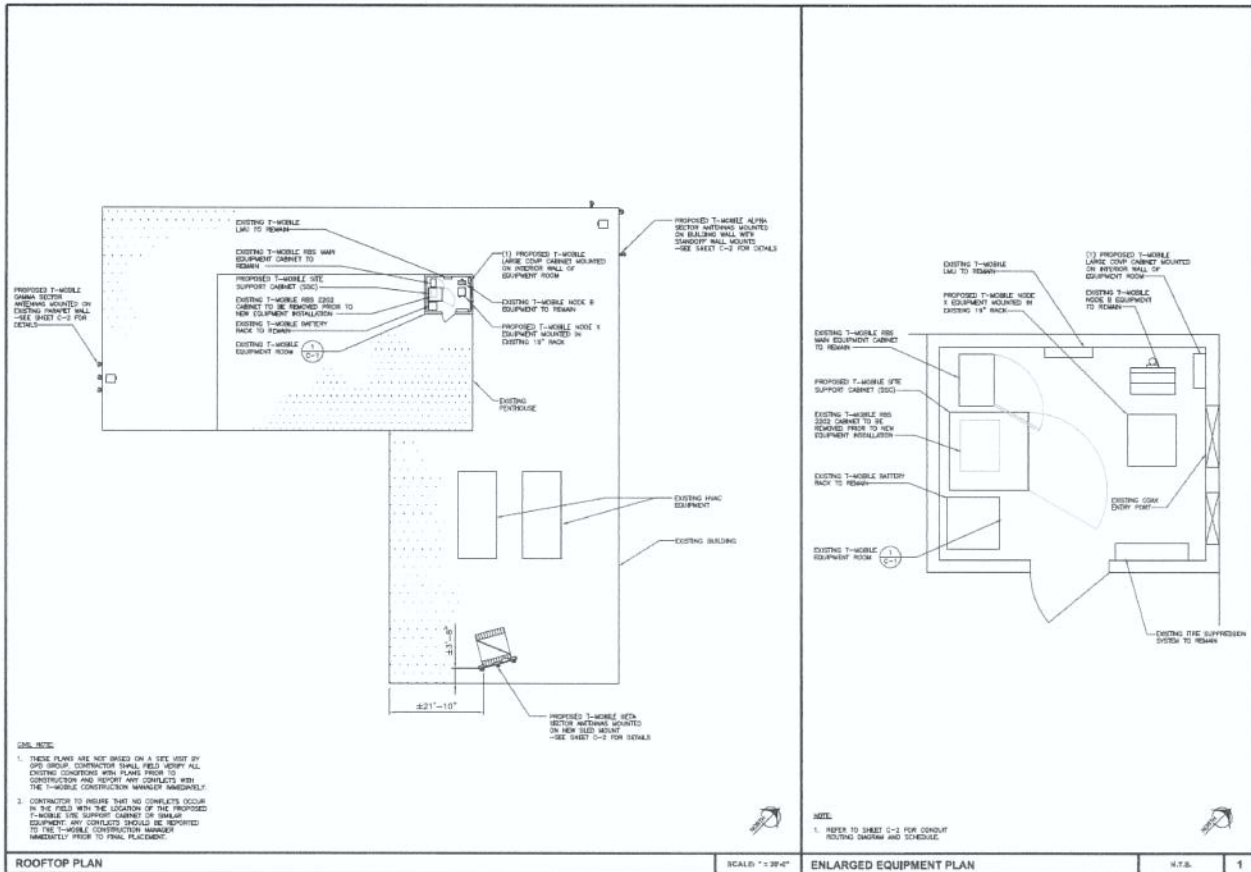 EXISTING T-MOBILE
LMU TO REMAIN
EXISTING T-MOBILE RBS MAIN
EQUIPMENT CABINET TO
REMAIN
PROPOSED T-MOBILE SITE
SUPPORT CABINET (SSC)
EXISTING T-MOBILE RBS 2202
CABINET TO BE REMOVED PRIOR TO
NEW EQUIPMENT INSTALLATION
EXISTING T-MOBILE BATTERY
RACK TO REMAIN
EXISTING T-MOBILE
EQUIPMENT ROOM
1
C-1
PROPOSED T-MOBILE
GAMMA SECTOR
ANTENNAS MOUNTED ON
EXISTING PARAPET WALL
-SEE SHEET C-2 FOR
DETAILS
PROPOSED T-MOBILE ALPHA
SECTOR ANTENNAS MOUNTED
ON BUILDING WALL WITH
STANDOFF WALL MOUNTS
-SEE SHEET C-2 FOR DETAILS
(1) PROPOSED T-MOBILE
LARGE COVP CABINET MOUNTED
ON INTERIOR WALL OF
EQUIPMENT ROOM
EXISTING T-MOBILE NODE B
EQUIPMENT TO REMAIN
PROPOSED T-MOBILE NODE X
EQUIPMENT MOUNTED IN
EXISTING 19" RACK
EXISTING
PENTHOUSE
EXISTING HVAC
EQUIPMENT
EXISTING BUILDING
±3'-8"
±21'-10"
PROPOSED T-MOBILE BETA
SECTOR ANTENNAS MOUNTED
ON NEW SLED MOUNT
-SEE SHEET C-2 FOR DETAILS
NOTE:
1. THESE PLANS ARE NOT BASED ON A SITE VISIT BY
GPD GROUP. CONTRACTOR SHALL FIELD VERIFY ALL
EXISTING CONDITIONS WITH PLANS PRIOR TO
CONSTRUCTION AND REPORT ANY CONFLICTS WITH
THE T-MOBILE CONSTRUCTION MANAGER IMMEDIATELY.
2. CONTRACTOR TO INSURE THAT NO CONFLICTS OCCUR
IN THE FIELD WITH THE LOCATION OF THE PROPOSED
T-MOBILE SITE SUPPORT CABINET OR SIMILAR
EQUIPMENT. ANY CONFLICTS SHOULD BE REPORTED
TO THE T-MOBILE CONSTRUCTION MANAGER
IMMEDIATELY PRIOR TO FINAL PLACEMENT.
NORTH
ROOFTOP PLAN
SCALE:
EXISTING T-MOBILE
LMU TO REMAIN
PROPOSED T-MOBILE NODE
X EQUIPMENT MOUNTED IN
EXISTING 19" RACK
(1) PROPOSED T-MOBILE
LARGE COVP CABINET MOUNTED
ON INTERIOR WALL OF
EQUIPMENT ROOM
EXISTING T-MOBILE
NODE B EQUIPMENT
TO REMAIN
EXISTING T-MOBILE RBS
MAIN EQUIPMENT CABINET
TO REMAIN
PROPOSED T-MOBILE SITE
SUPPORT CABINET (SSC)
EXISTING T-MOBILE RBS
2202 CABINET TO BE
REMOVED PRIOR TO NEW
EQUIPMENT INSTALLATION
EXISTING T-MOBILE BATTERY
RACK TO REMAIN
EXISTING T-MOBILE
EQUIPMENT ROOM
1
C-1
EXISTING COAX
ENTRY PORT
EXISTING FIRE SUPPRESSION
SYSTEM TO REMAIN
NOTE:
1. REFER TO SHEET C-2 FOR CONDUIT
ROUTING DIAGRAM AND SCHEDULE.
NORTH
ENLARGED EQUIPMENT PLAN
N.T.S.
1